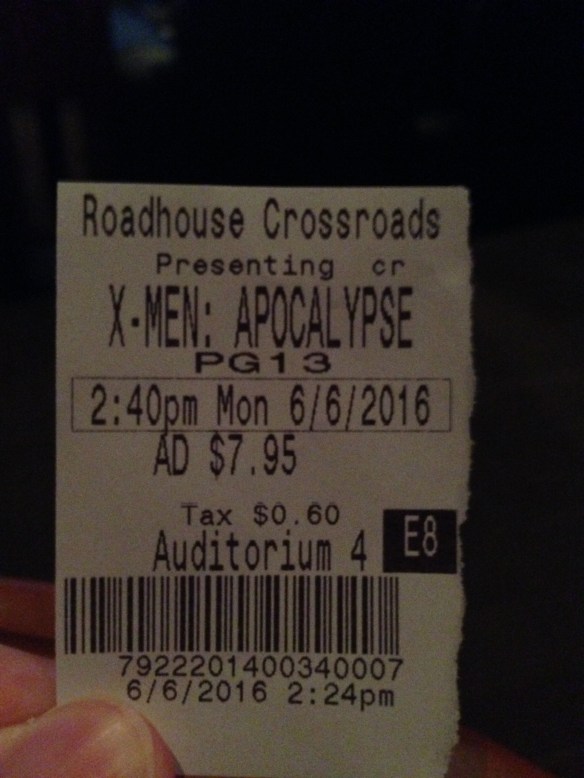 Roadhouse Crossroads
Presenting cr
X-MEN: APOCALYPSE
PG13
2:40pm Mon 6/6/2016
AD $7.95
Tax $0.60
Auditorium 4 E8
7922201400340007
6/6/2016 2:24pm